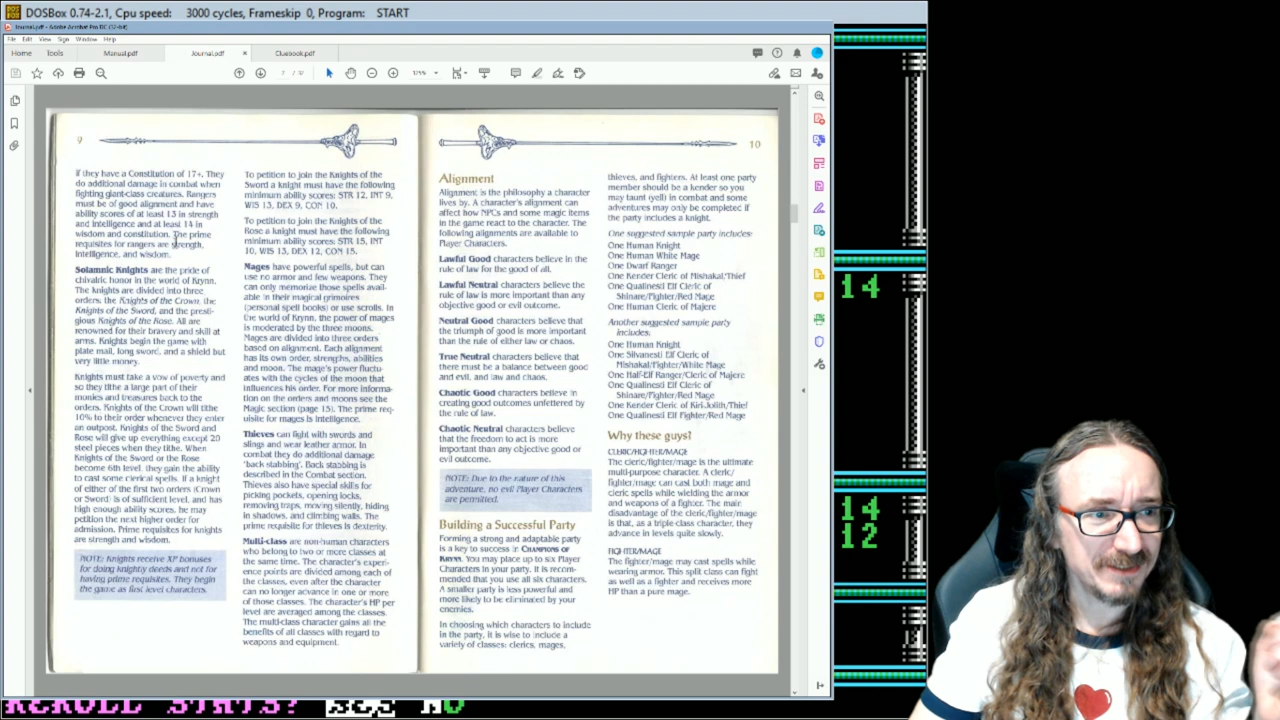 DOSBox 0.74-2.1, Cpu speed: 3000 cycles, Frameskip 0, Program: START
Journal.pdf - Adobe Acrobat Pro DC (32-bit)
File Edit View Sign Window Help
Home Tools Manual.pdf Journal.pdf × Cluebook.pdf
9
if they have a Constitution of 17+. They
do additional damage in combat when
fighting giant-class creatures. Rangers
must be of good alignment and have
ability scores of at least 13 in strength
and intelligence and at least 14 in
wisdom and constitution. The prime
requisites for rangers are strength,
intelligence, and wisdom.
Solamnic Knights are the pride of
chivalric honor in the world of Krynn.
The knights are divided into three
orders, the Knights of the Crown, the
Knights of the Sword, and the presti-
gious Knights of the Rose. All are
renowned for their bravery and skill at
arms. Knights begin the game with
plate mail, long sword, and a shield but
very little money.
Knights must take a vow of poverty and
so they tithe a large part of their
monies and treasures back to the
orders. Knights of the Crown will tithe
10% to their order whenever they enter
an outpost. Knights of the Sword and
Rose will give up everything except 20
steel pieces when they tithe. When
Knights of the Sword or the Rose
become 6th level, they gain the ability
to cast some clerical spells. If a knight
of either of the first two orders (Crown
or Sword) is of sufficient level, and has
high enough ability scores, he may
petition the next higher order for
admission. Prime requisites for knights
are strength and wisdom.
NOTE: Knights receive XP bonuses
for doing knightly deeds and not for
having prime requisites. They begin
the game as first level characters.
To petition to join the Knights of the
Sword a knight must have the following
minimum ability scores: STR 12, INT 9,
WIS 13, DEX 9, CON 10.
To petition to join the Knights of the
Rose a knight must have the following
minimum ability scores: STR 15, INT
10, WIS 13, DEX 12, CON 15.
Mages have powerful spells, but can
use no armor and few weapons. They
can only memorize those spells avail-
able in their magical grimoires
(personal spell books) or use scrolls. In
the world of Krynn, the power of mages
is moderated by the three moons.
Mages are divided into three orders
based on alignment. Each alignment
has its own order, strengths, abilities
and moon. The mage's power fluctu-
ates with the cycles of the moon that
influences his order. For more informa-
tion on the orders and moons see the
Magic section (page 15). The prime req-
uisite for mages is intelligence.
Thieves can fight with swords and
slings and wear leather armor. In
combat they do additional damage
'back stabbing'. Back stabbing is
described in the Combat section.
Thieves also have special skills for
picking pockets, opening locks,
removing traps, moving silently, hiding
in shadows, and climbing walls. The
prime requisite for thieves is dexterity.
Multi-class are non-human characters
who belong to two or more classes at
the same time. The character's experi-
ence points are divided among each of
the classes, even after the character
can no longer advance in one or more
of those classes. The character's HP per
level are averaged among the classes.
The multi-class character gains all the
benefits of all classes with regard to
weapons and equipment.
10
Alignment
Alignment is the philosophy a character
lives by. A character's alignment can
affect how NPCs and some magic items
in the game react to the character. The
following alignments are available to
Player Characters.
Lawful Good characters believe in the
rule of law for the good of all.
Lawful Neutral characters believe the
rule of law is more important than any
objective good or evil outcome.
Neutral Good characters believe that
the triumph of good is more important
than the rule of either law or chaos.
True Neutral characters believe that
there must be a balance between good
and evil, and law and chaos.
Chaotic Good characters believe in
creating good outcomes unfettered by
the rule of law.
Chaotic Neutral characters believe
that the freedom to act is more
important than any objective good or
evil outcome.
NOTE: Due to the nature of this
adventure, no evil Player Characters
are permitted.
Building a Successful Party
Forming a strong and adaptable party
is a key to success in CHAMPIONS OF
KRYNN. You may place up to six Player
Characters in your party. It is recom-
mended that you use all six characters.
A smaller party is less powerful and
more likely to be eliminated by your
enemies.
In choosing which characters to include
in the party, it is wise to include a
variety of classes: clerics, mages,
thieves, and fighters. At least one party
member should be a kender so you
may taunt (yell) in combat and some
adventures may only be completed if
the party includes a knight.
One suggested sample party includes:
One Human Knight
One Human White Mage
One Dwarf Ranger
One Kender Cleric of Mishakal/Thief
One Qualinesti Elf Cleric of
Shinare/Fighter/Red Mage
One Human Cleric of Majere
Another suggested sample party
includes:
One Human Knight
One Silvanesti Elf Cleric of
Mishakal/Fighter/White Mage
One Half-Elf Ranger/Cleric of Majere
One Qualinesti Elf Cleric of
Shinare/Fighter/Red Mage
One Kender Cleric of Kiri-Jolith/Thief
One Qualinesti Elf Fighter/Red Mage
Why these guys?
CLERIC/FIGHTER/MAGE
The cleric/fighter/mage is the ultimate
multi-purpose character. A cleric/
fighter/mage can cast both mage and
cleric spells while wielding the armor
and weapons of a fighter. The main
disadvantage of the cleric/fighter/mage
is that, as a triple-class character, they
advance in levels quite slowly.
FIGHTER/MAGE
The fighter/mage may cast spells while
wearing armor. This split class can fight
as well as a fighter and receives more
HP than a pure mage.
14
14
12
REROLL STATS? YES NO